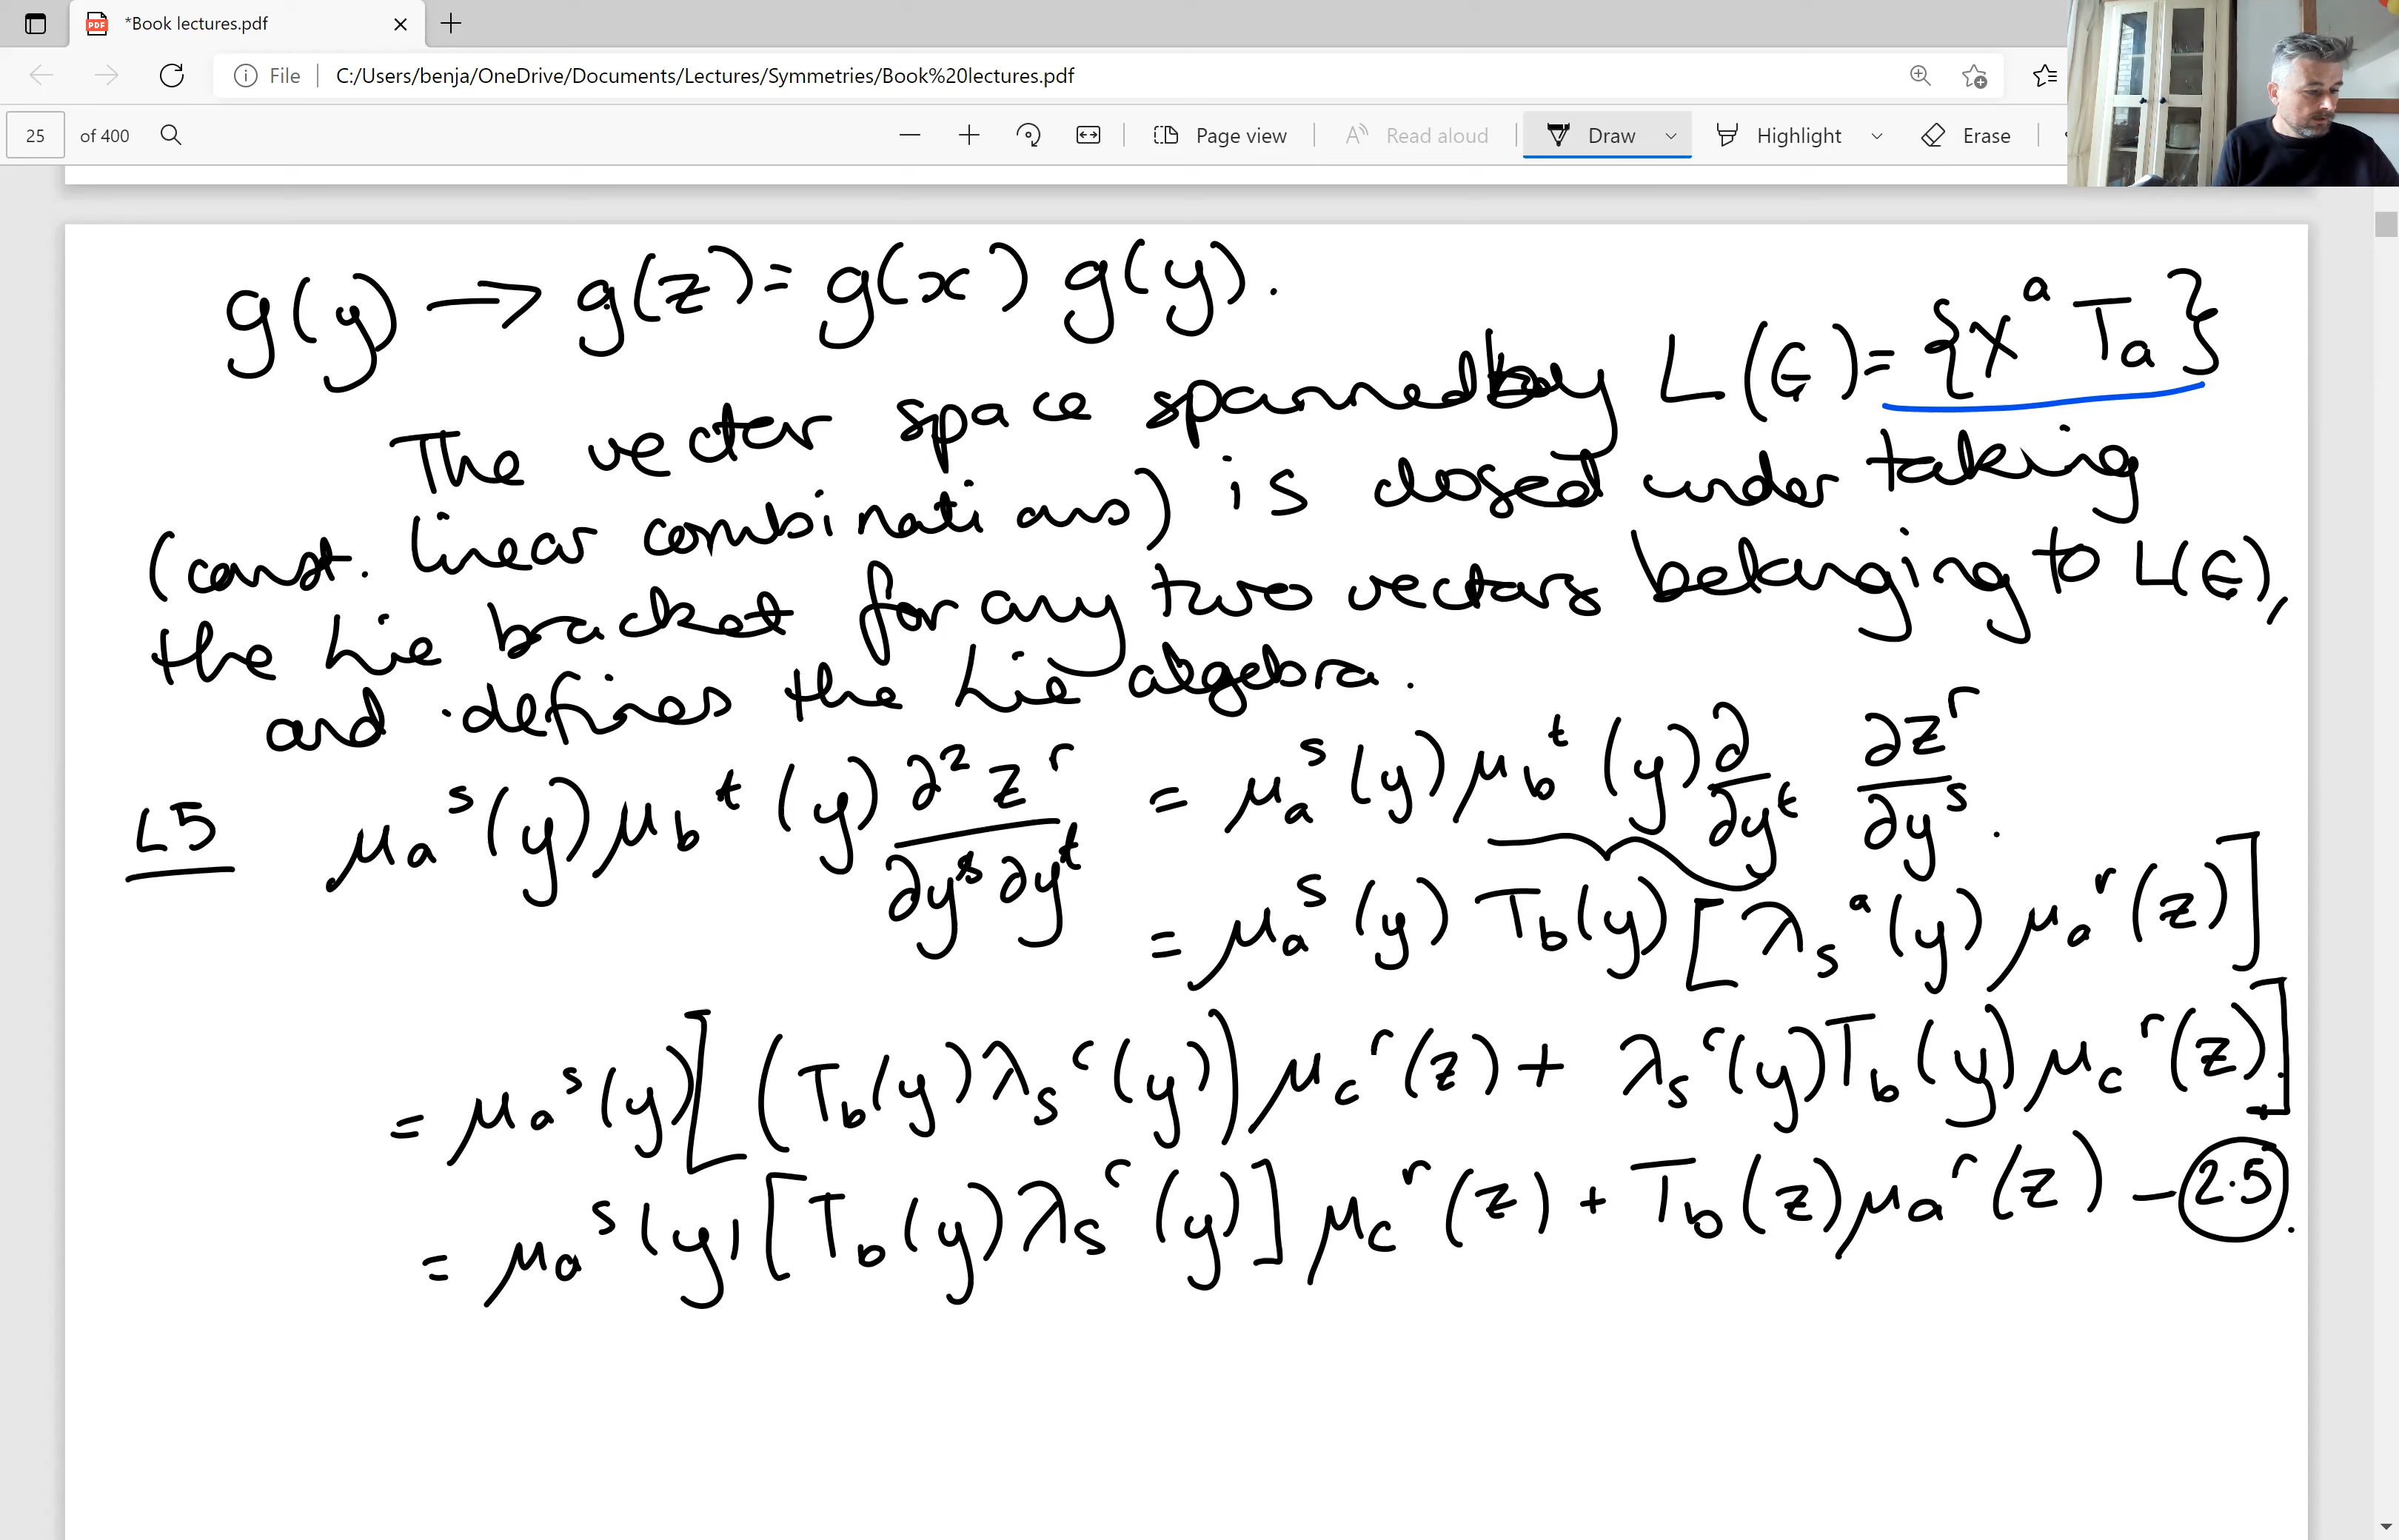 *Book lectures.pdf
File C:/Users/benja/OneDrive/Documents/Lectures/Symmetries/Book%20lectures.pdf
25 of 400 Page view Read aloud Draw Highlight Erase
g(y) → g(z) = g(x) g(y).
The vector space spanned by L(G) = {X^a T_a}
(const. linear combinations) is closed under taking
the Lie bracket for any two vectors belonging to L(G),
and defines the Lie algebra.
L5 μ_a^s(y) μ_b^t(y) ∂²z^r/∂y^s∂y^t = μ_a^s(y) μ_b^t(y) ∂/∂y^t ∂z^r/∂y^s.
= μ_a^s(y) T_b(y) [λ_s^a(y) μ_a^r(z)]
= μ_a^s(y) [(T_b(y) λ_s^c(y)) μ_c^r(z) + λ_s^c(y) T_b(y) μ_c^r(z)]
= μ_a^s(y) [T_b(y) λ_s^c(y)] μ_c^r(z) + T_b(z) μ_a^r(z) – 2.5.